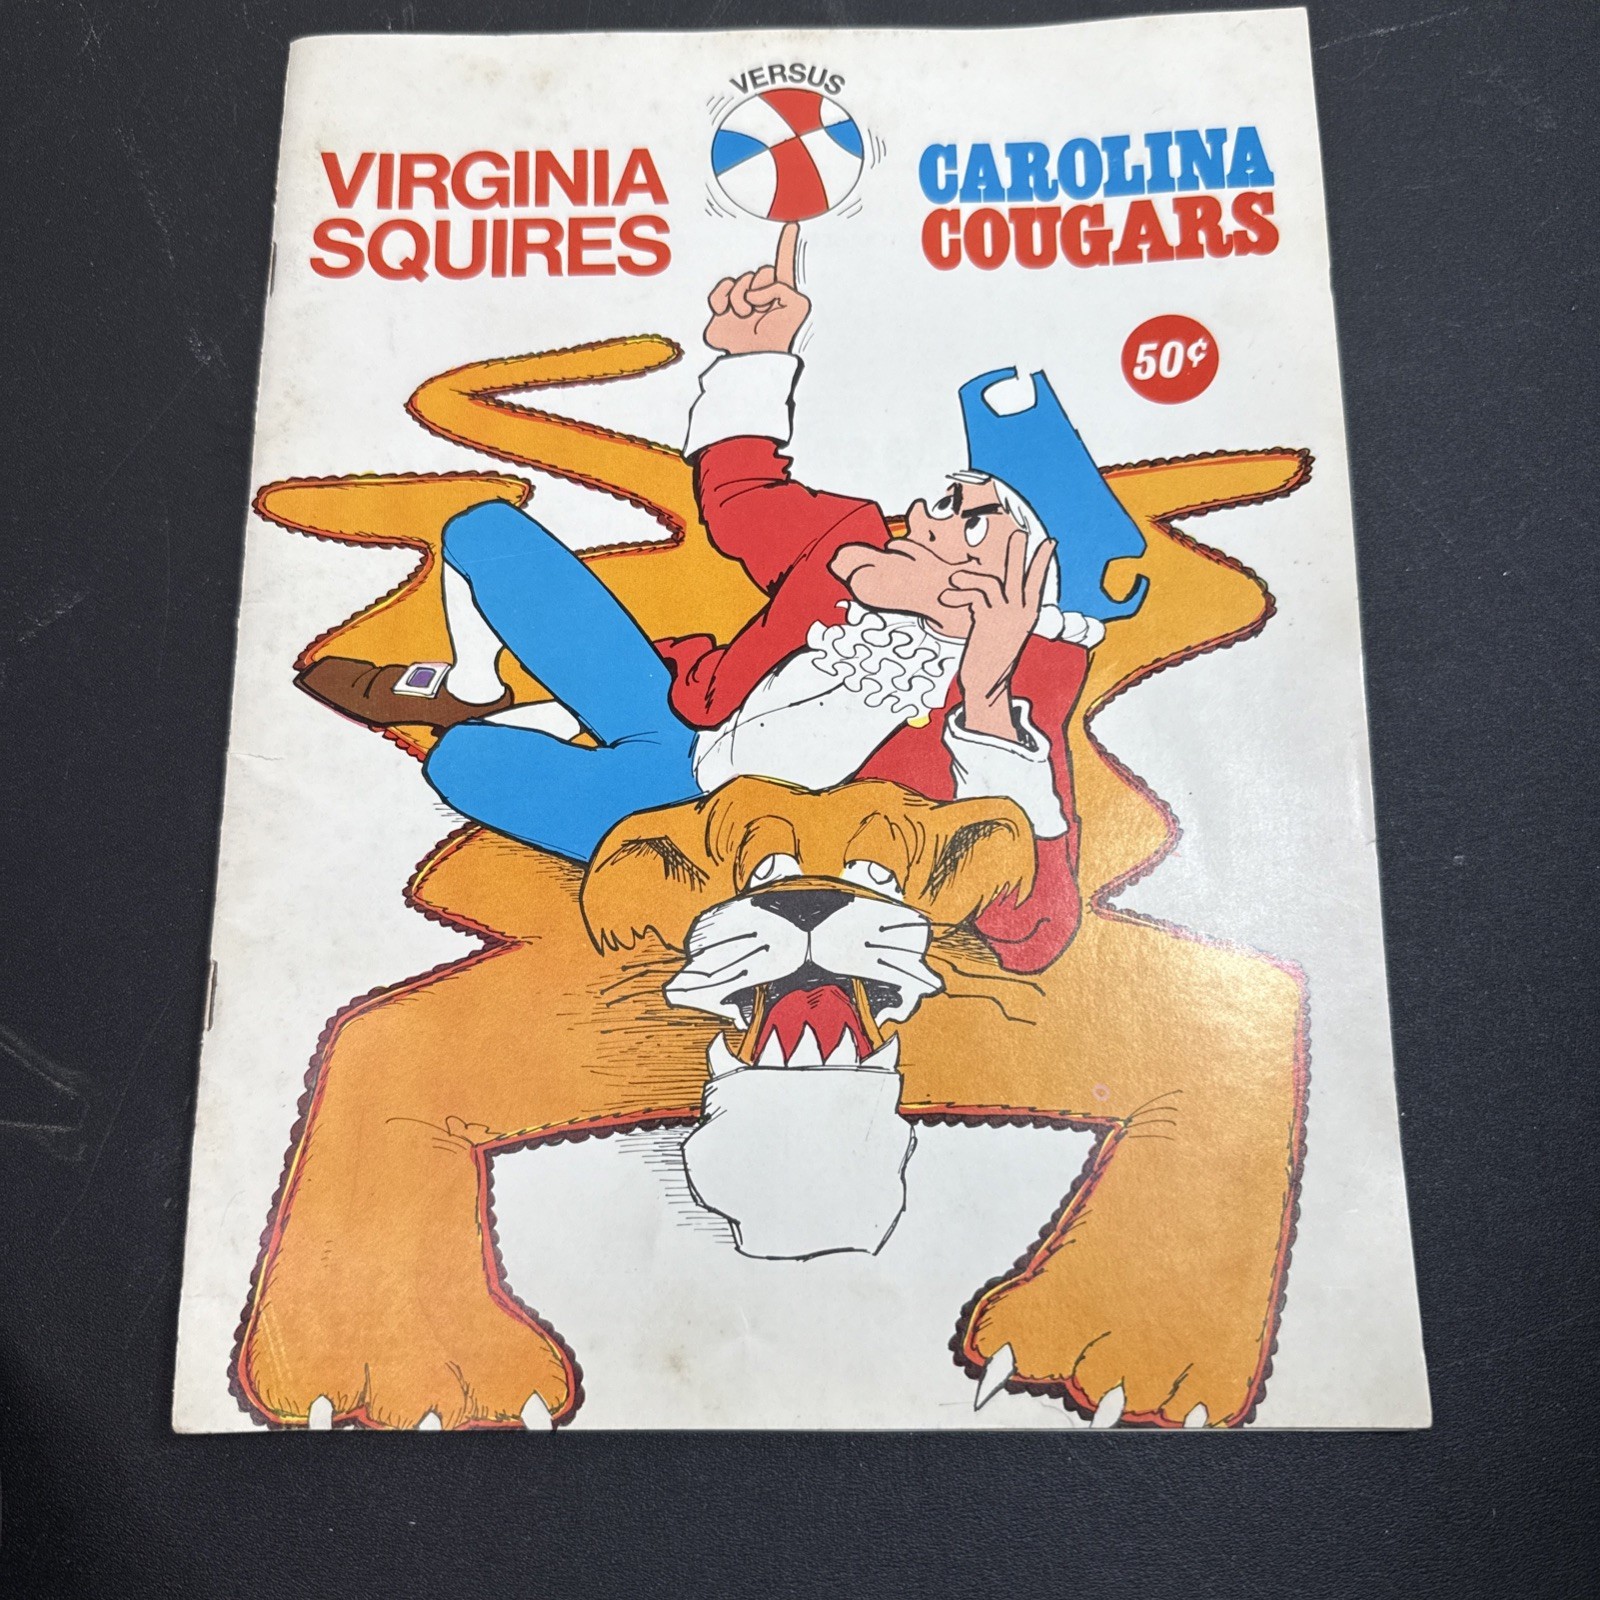 VERSUS
VIRGINIA
SQUIRES
CAROLINA
COUGARS
50¢